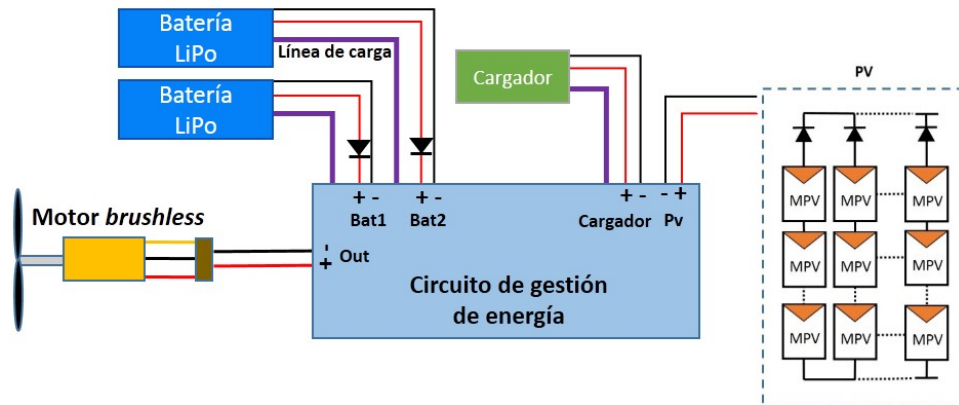 Batería
LiPo
Línea de carga
Batería
LiPo
Cargador
PV
MPV MPV MPV
MPV MPV MPV
MPV MPV MPV
+ - + - + - - +
Bat1 Bat2 Cargador Pv
Motor brushless
- Out
+
Circuito de gestión
de energía